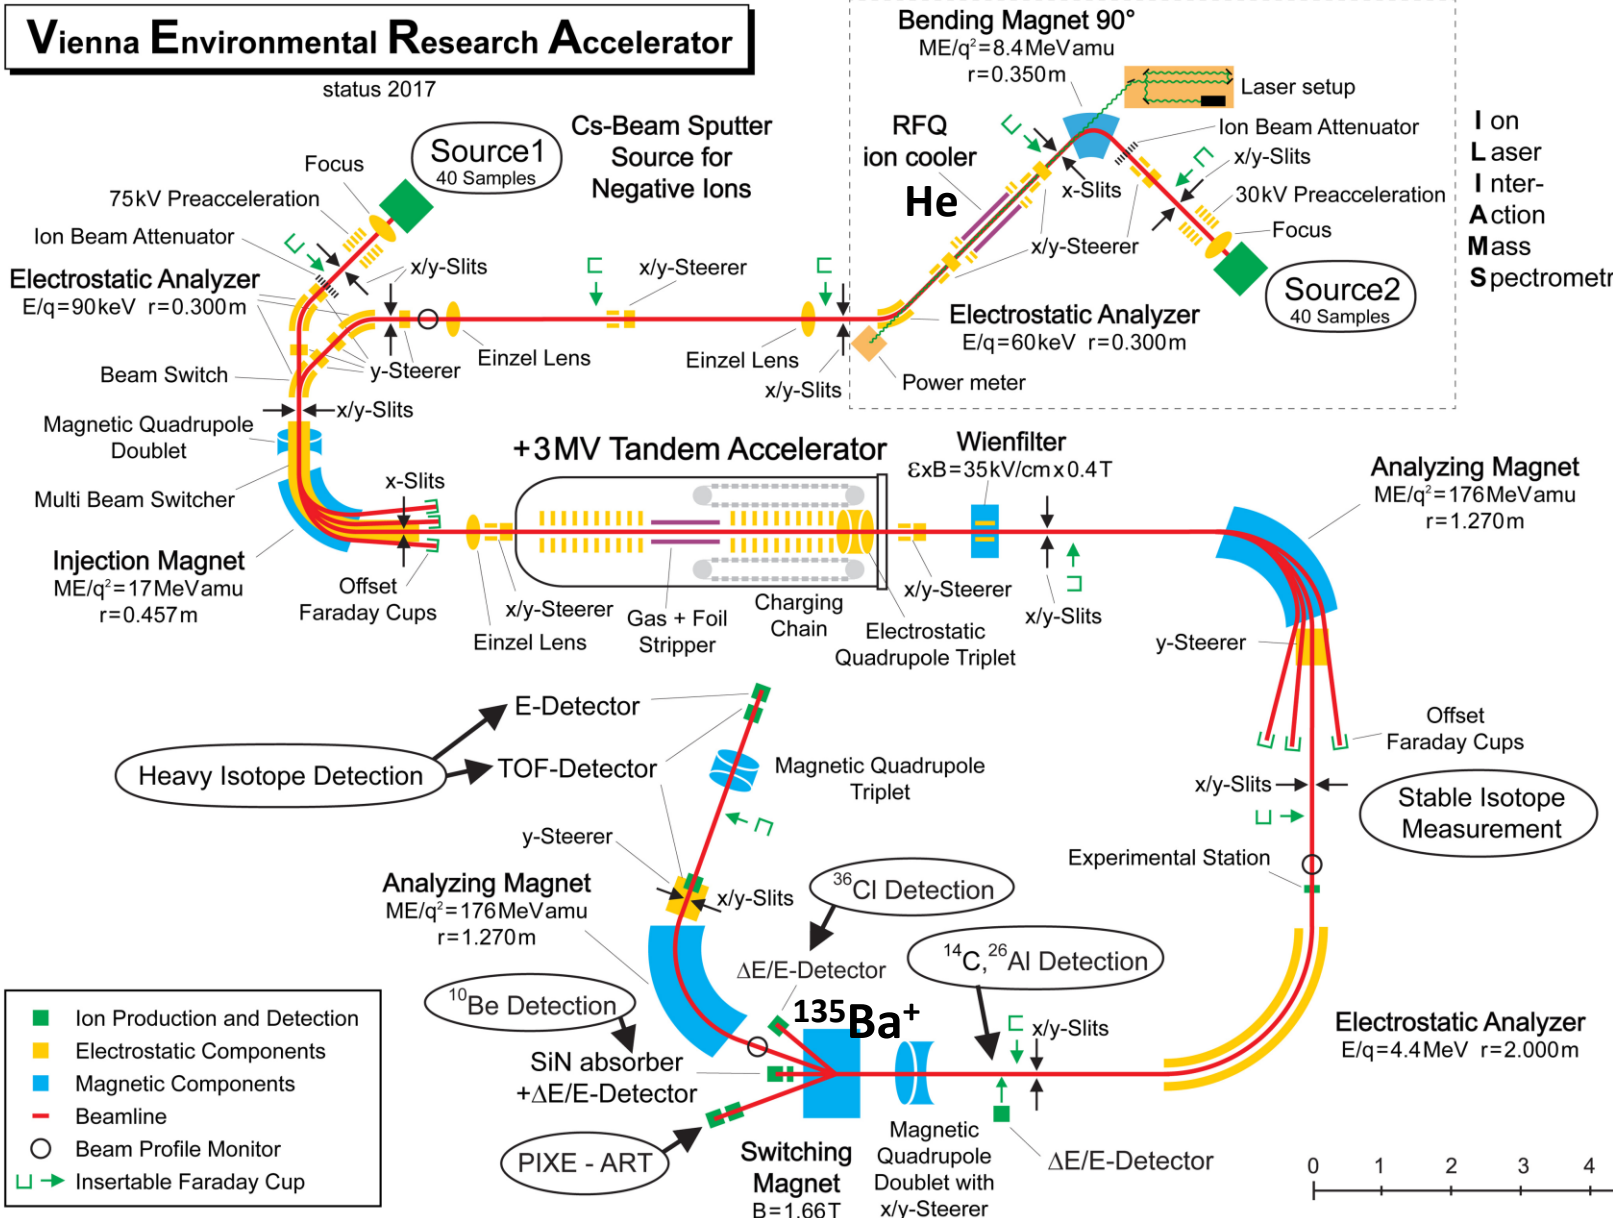 Vienna Environmental Research Accelerator
status 2017
Source1
40 Samples
Focus
75kV Preacceleration
Ion Beam Attenuator
Electrostatic Analyzer
E/q=90keV r=0.300m
x/y-Slits
Cs-Beam Sputter
Source for
Negative Ions
x/y-Steerer
Einzel Lens
Einzel Lens
x/y-Slits
y-Steerer
Beam Switch
x/y-Slits
Magnetic Quadrupole
Doublet
Multi Beam Switcher
Injection Magnet
ME/q²=17MeVamu
r=0.457m
x-Slits
Offset
Faraday Cups
Bending Magnet 90°
ME/q²=8.4MeVamu
r=0.350m
Laser setup
RFQ
ion cooler
He
x-Slits
Ion Beam Attenuator
x/y-Slits
30kV Preacceleration
x/y-Steerer
Focus
Source2
40 Samples
Electrostatic Analyzer
E/q=60keV r=0.300m
Power meter
Ion
Laser
Inter-
Action
Mass
Spectrometr
+3MV Tandem Accelerator
Einzel Lens
x/y-Steerer
Gas + Foil
Stripper
Charging
Chain
Electrostatic
Quadrupole Triplet
x/y-Steerer
Wienfilter
ƐxB=35kV/cmx0.4T
x/y-Slits
Analyzing Magnet
ME/q²=176MeVamu
r=1.270m
y-Steerer
Offset
Faraday Cups
x/y-Slits
Stable Isotope
Measurement
Experimental Station
Electrostatic Analyzer
E/q=4.4MeV r=2.000m
E-Detector
Heavy Isotope Detection
TOF-Detector
Magnetic Quadrupole
Triplet
y-Steerer
x/y-Slits
Analyzing Magnet
ME/q²=176MeVamu
r=1.270m
³⁶Cl Detection
ΔE/E-Detector
¹⁴C,²⁶Al Detection
¹⁰Be Detection
¹³⁵Ba⁺
x/y-Slits
SiN absorber
+ΔE/E-Detector
PIXE - ART
Switching
Magnet
B=1.66T
Magnetic
Quadrupole
Doublet with
x/y-Steerer
ΔE/E-Detector
Ion Production and Detection
Electrostatic Components
Magnetic Components
Beamline
Beam Profile Monitor
Insertable Faraday Cup
0 1 2 3 4